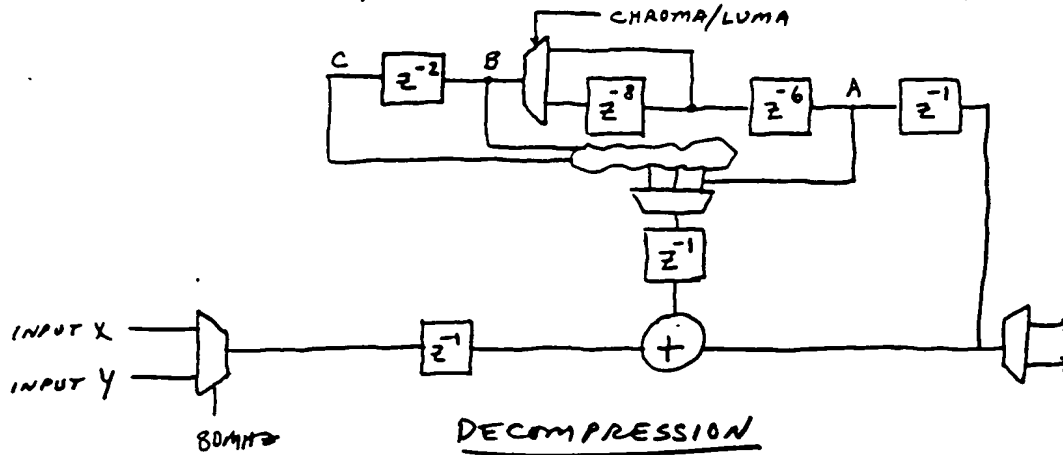 CHROMA/LUMA
C
z⁻²
B
z⁻⁸
z⁻⁶
A
z⁻¹
z⁻¹
INPUT X
z⁻¹
+
INPUT Y
80MHz
DECOMPRESSION